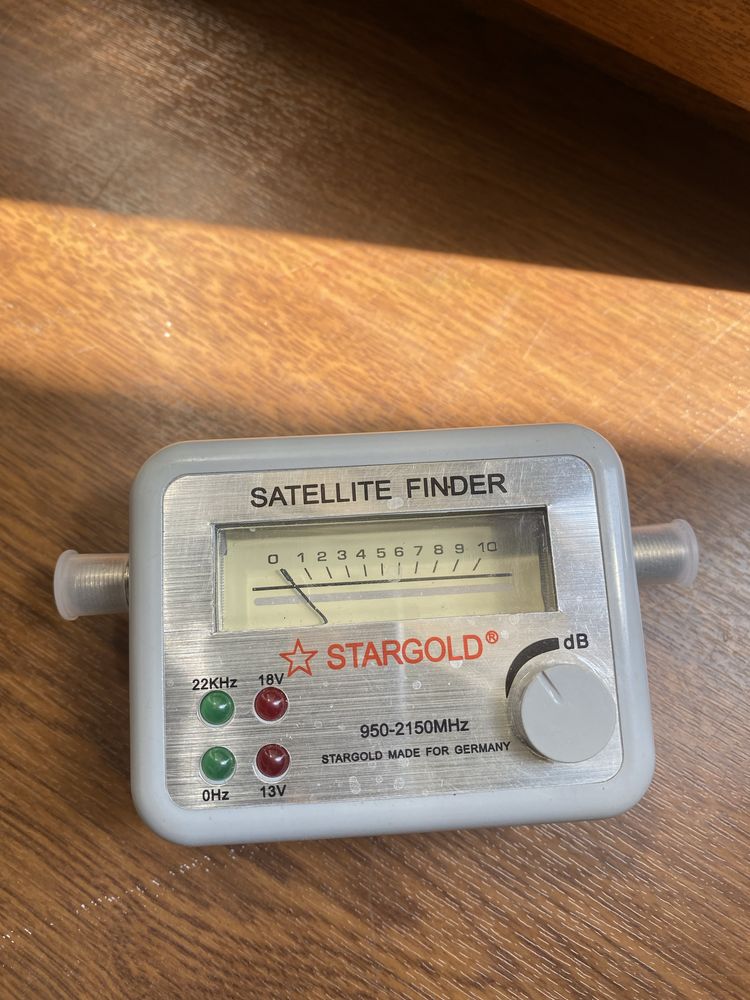 SATELLITE FINDER
0 1 2 3 4 5 6 7 8 9 10
STARGOLD®
dB
22KHz 18V
950-2150MHz
STARGOLD MADE FOR GERMANY
0Hz 13V